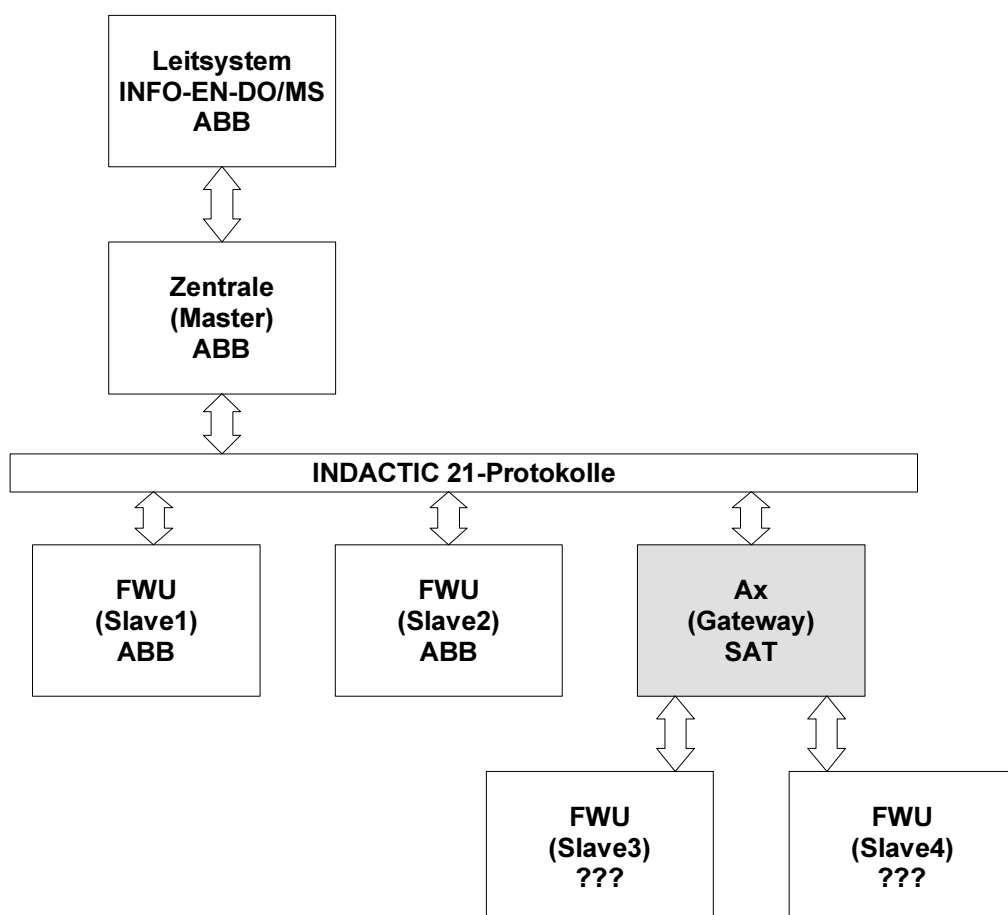 Leitsystem
INFO-EN-DO/MS
ABB
Zentrale
(Master)
ABB
INDACTIC 21-Protokolle
FWU
(Slave1)
ABB
FWU
(Slave2)
ABB
Ax
(Gateway)
SAT
FWU
(Slave3)
???
FWU
(Slave4)
???